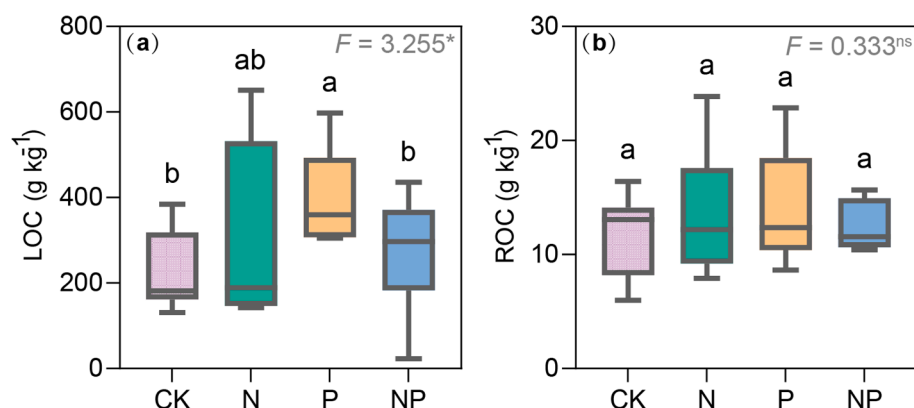 (a)
F = 3.255*
LOC (g kg⁻¹)
800
600
400
200
0
b
ab
a
b
CK
N
P
NP
(b)
F = 0.333ⁿˢ
ROC (g kg⁻¹)
30
20
10
0
a
a
a
a
CK
N
P
NP